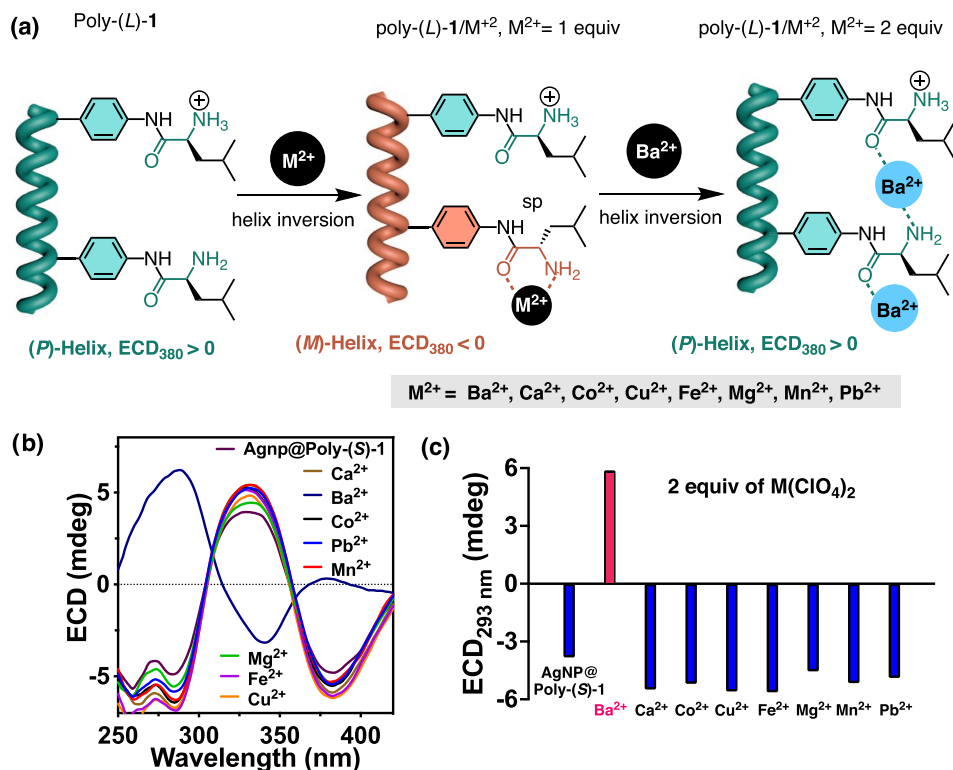 (a)
Poly-(L)-1
poly-(L)-1/M⁺², M²⁺= 1 equiv
poly-(L)-1/M⁺², M²⁺= 2 equiv
NH
O
⊕
NH₃
NH
O
NH₂
M²⁺
helix inversion
NH
O
⊕
NH₃
sp
NH
O
NH₂
M²⁺
Ba²⁺
helix inversion
NH
O
⊕
NH₃
Ba²⁺
NH
O
NH₂
Ba²⁺
(P)-Helix, ECD₃₈₀ > 0
(M)-Helix, ECD₃₈₀ < 0
(P)-Helix, ECD₃₈₀ > 0
M²⁺ = Ba²⁺, Ca²⁺, Co²⁺, Cu²⁺, Fe²⁺, Mg²⁺, Mn²⁺, Pb²⁺
(b)
Agnp@Poly-(S)-1
Ca²⁺
Ba²⁺
Co²⁺
Pb²⁺
Mn²⁺
Mg²⁺
Fe²⁺
Cu²⁺
ECD (mdeg)
5
0
-5
250
300
350
400
Wavelength (nm)
(c)
2 equiv of M(ClO₄)₂
ECD₂₉₃ ₙₘ (mdeg)
6
3
0
-3
-6
AgNP@
Poly-(S)-1
Ba²⁺
Ca²⁺
Co²⁺
Cu²⁺
Fe²⁺
Mg²⁺
Mn²⁺
Pb²⁺